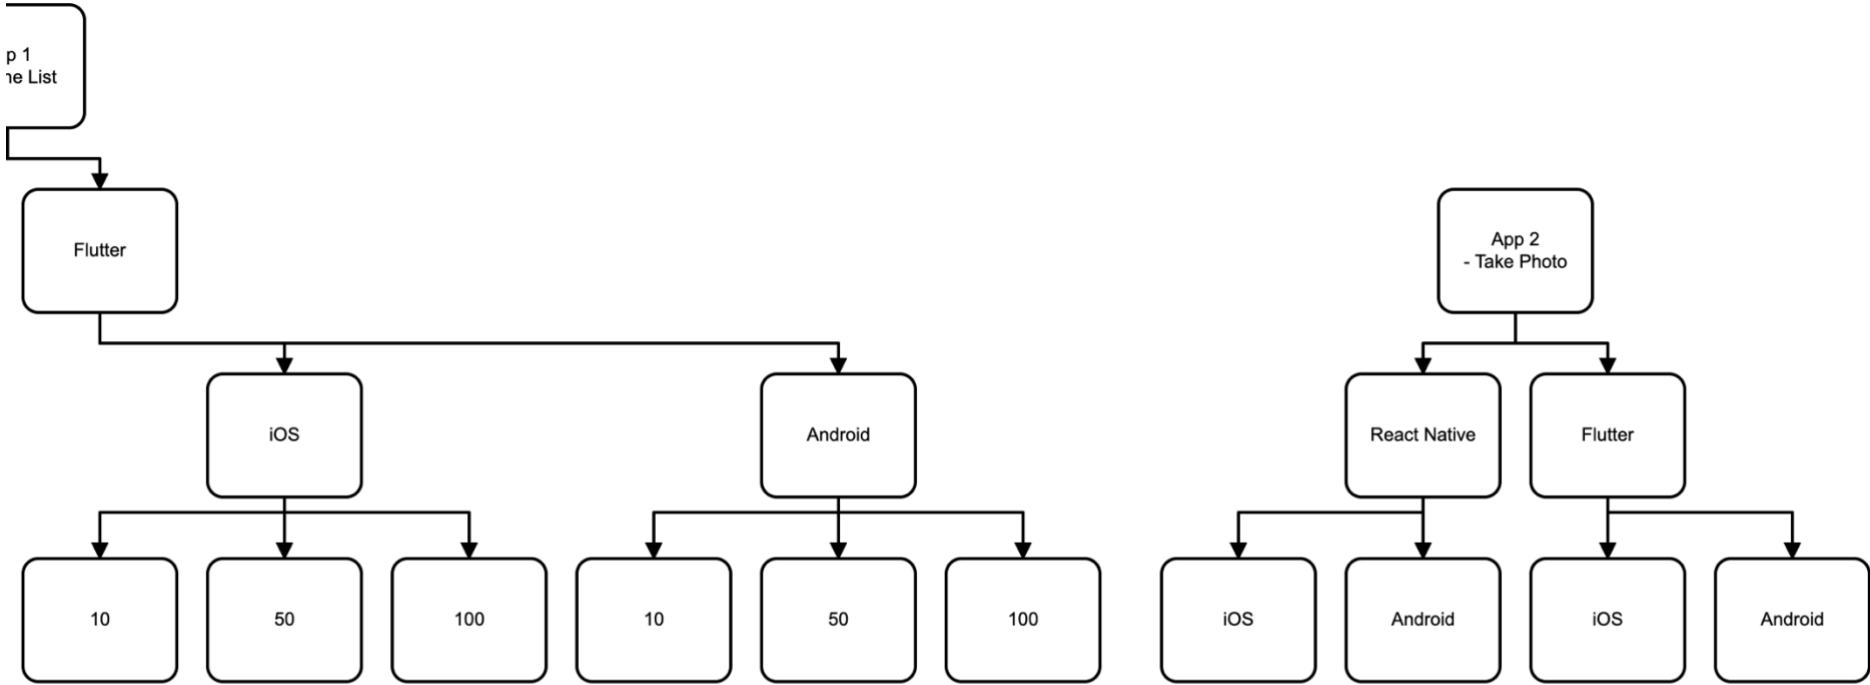 p 1
ne List
Flutter
App 2
- Take Photo
iOS
Android
React Native
Flutter
10
50
100
10
50
100
iOS
Android
iOS
Android